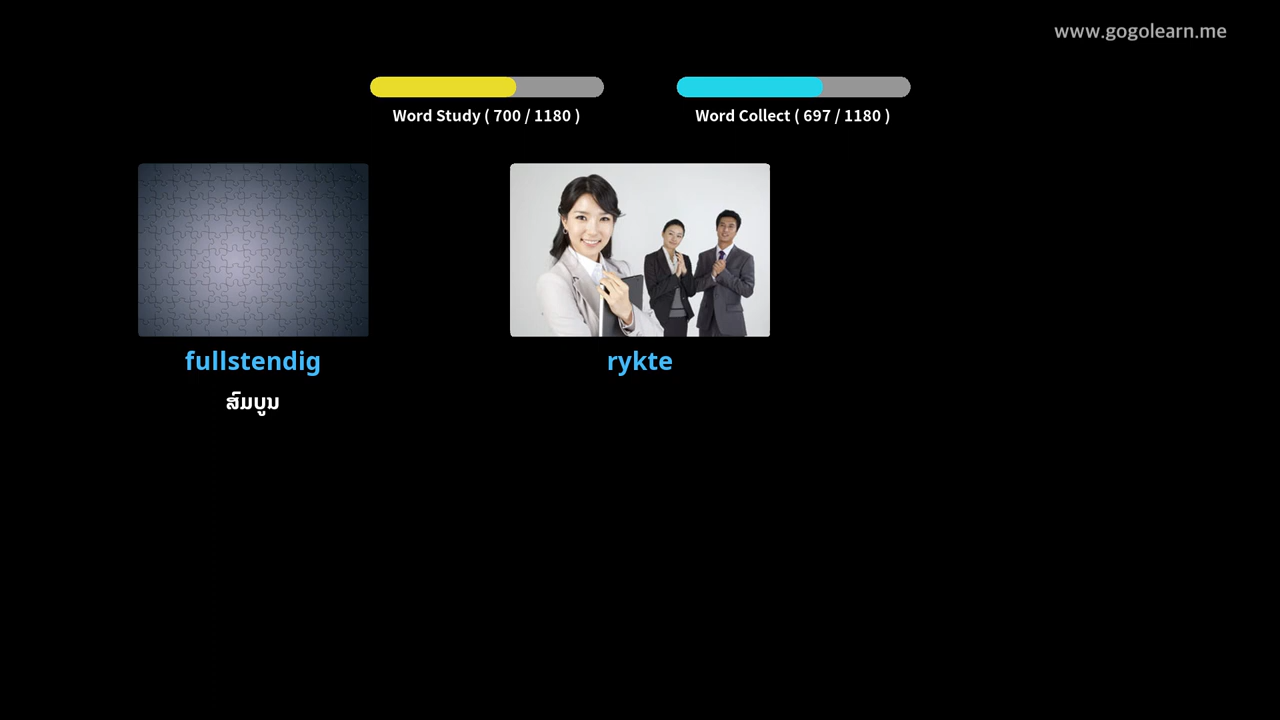 www.gogolearn.me
Word Study ( 700 / 1180 )
Word Collect ( 697 / 1180 )
fullstendig
rykte
ສົມບູນ